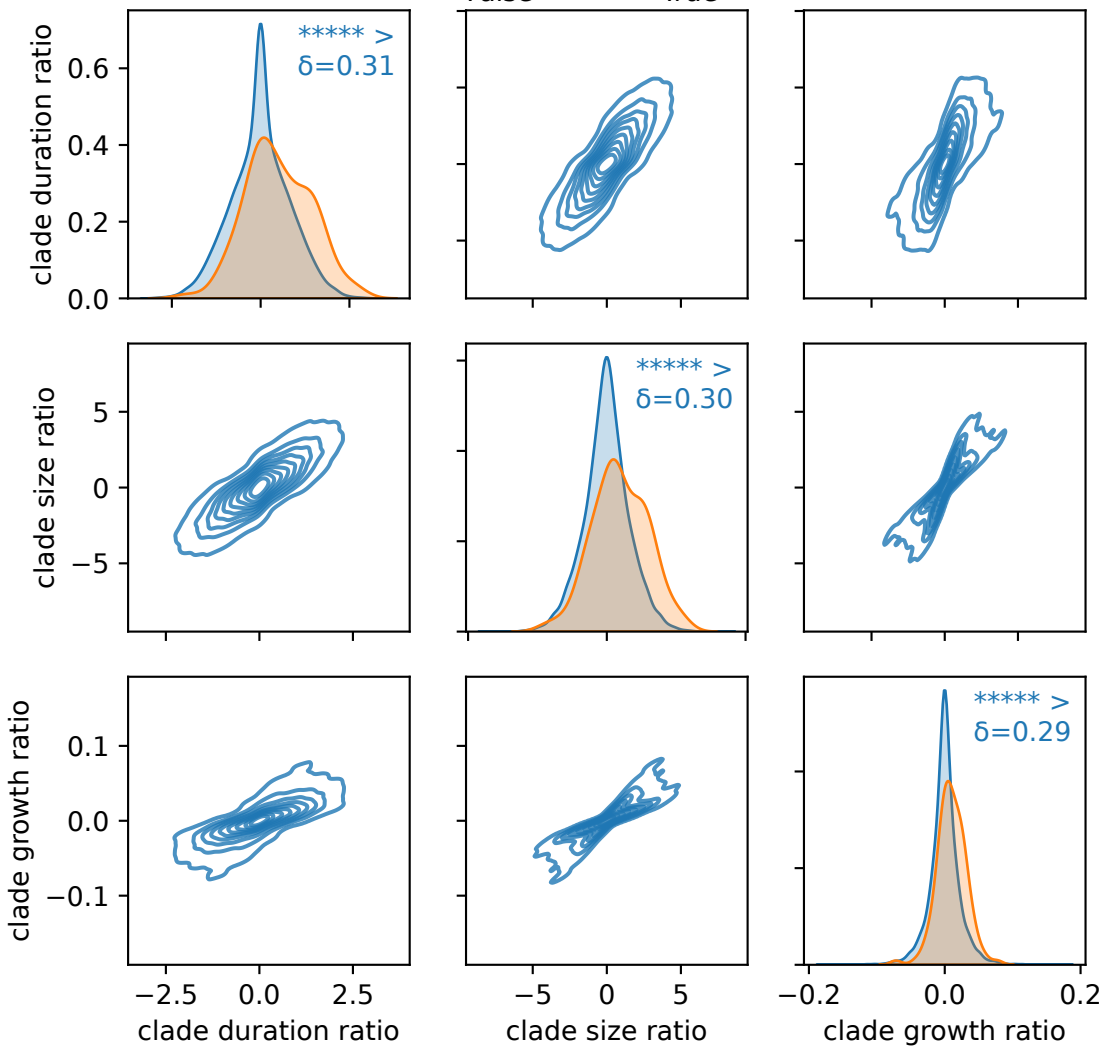 ***** >
δ=0.31
clade duration ratio
0.6
0.4
0.2
0.0
***** >
δ=0.30
clade size ratio
5
0
−5
***** >
δ=0.29
clade growth ratio
0.1
0.0
−0.1
−2.5 0.0 2.5
−5 0 5
−0.2 0.0 0.2
clade duration ratio
clade size ratio
clade growth ratio